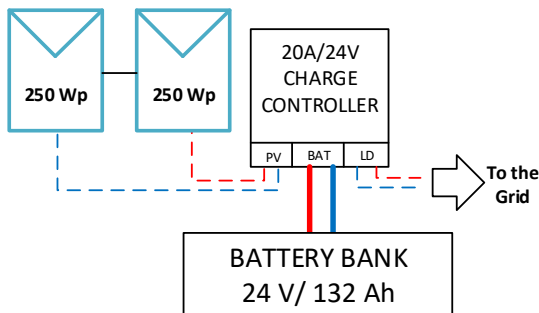 250 Wp
250 Wp
20A/24V
CHARGE
CONTROLLER
PV
BAT
LD
To the
Grid
BATTERY BANK
24 V/ 132 Ah